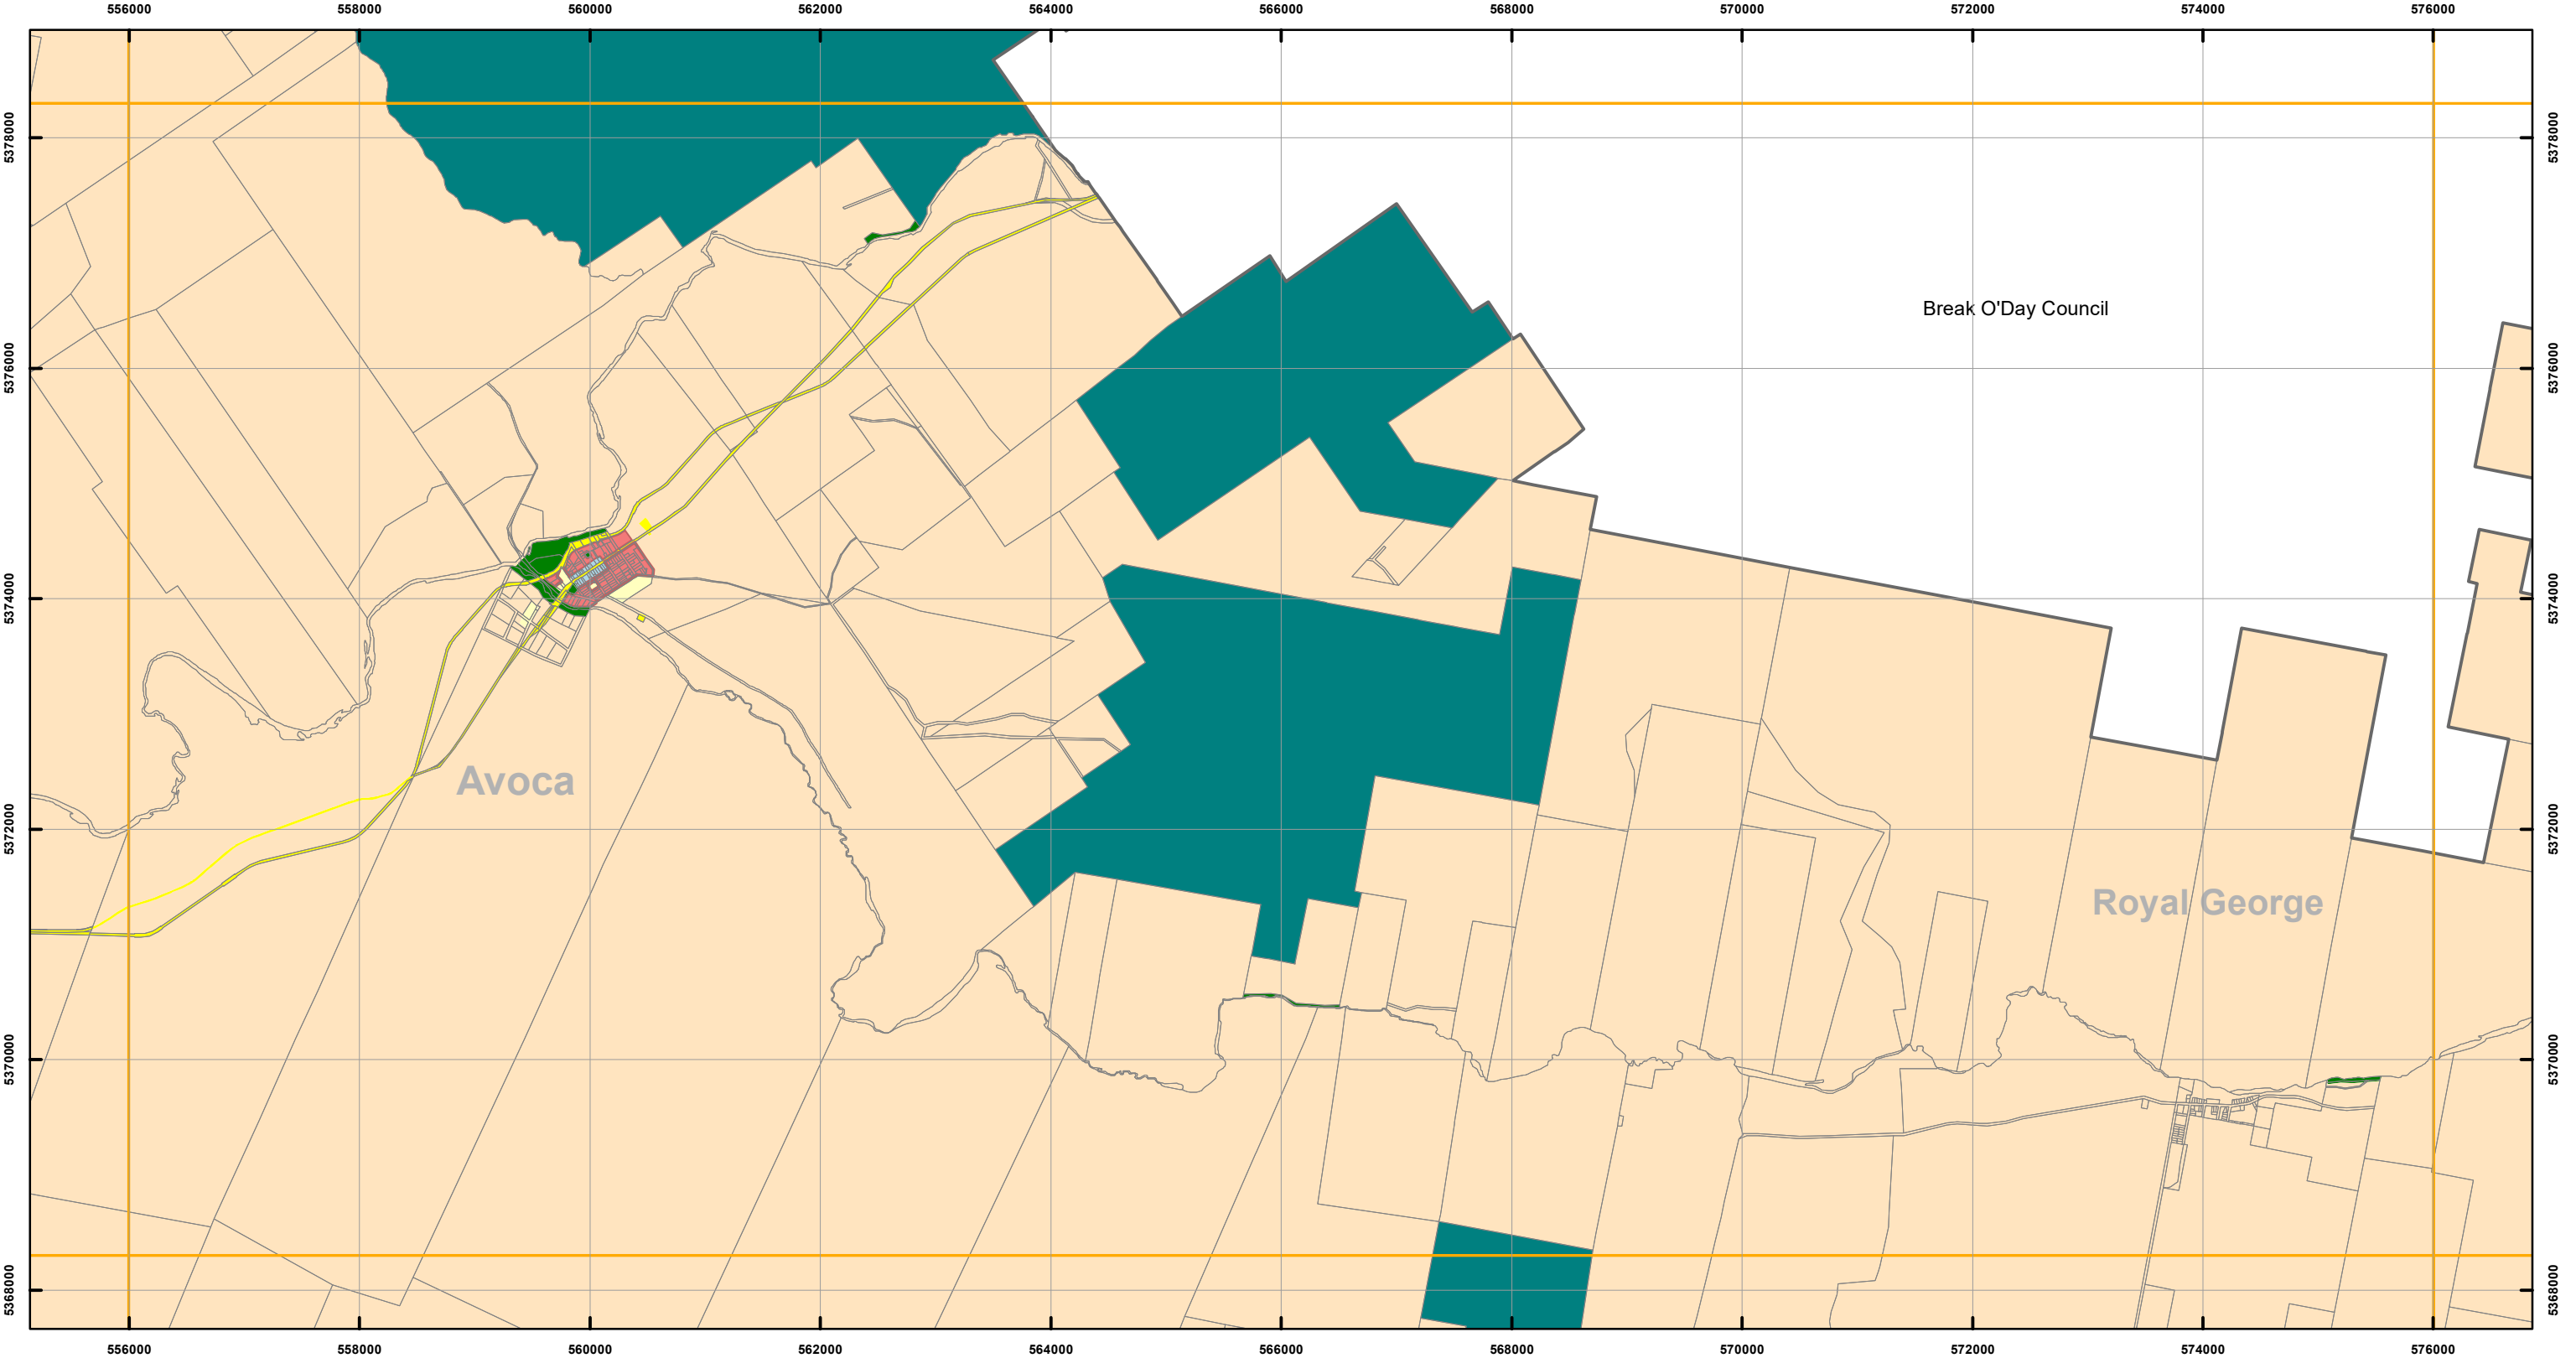 556000 558000 560000 562000 564000 566000 568000 570000 572000 574000 576000
5378000 5378000
Break O'Day Council
5376000 5376000
5374000 5374000
Avoca
5372000 5372000
Royal George
5370000 5370000
5368000 5368000
556000 558000 560000 562000 564000 566000 568000 570000 572000 574000 576000